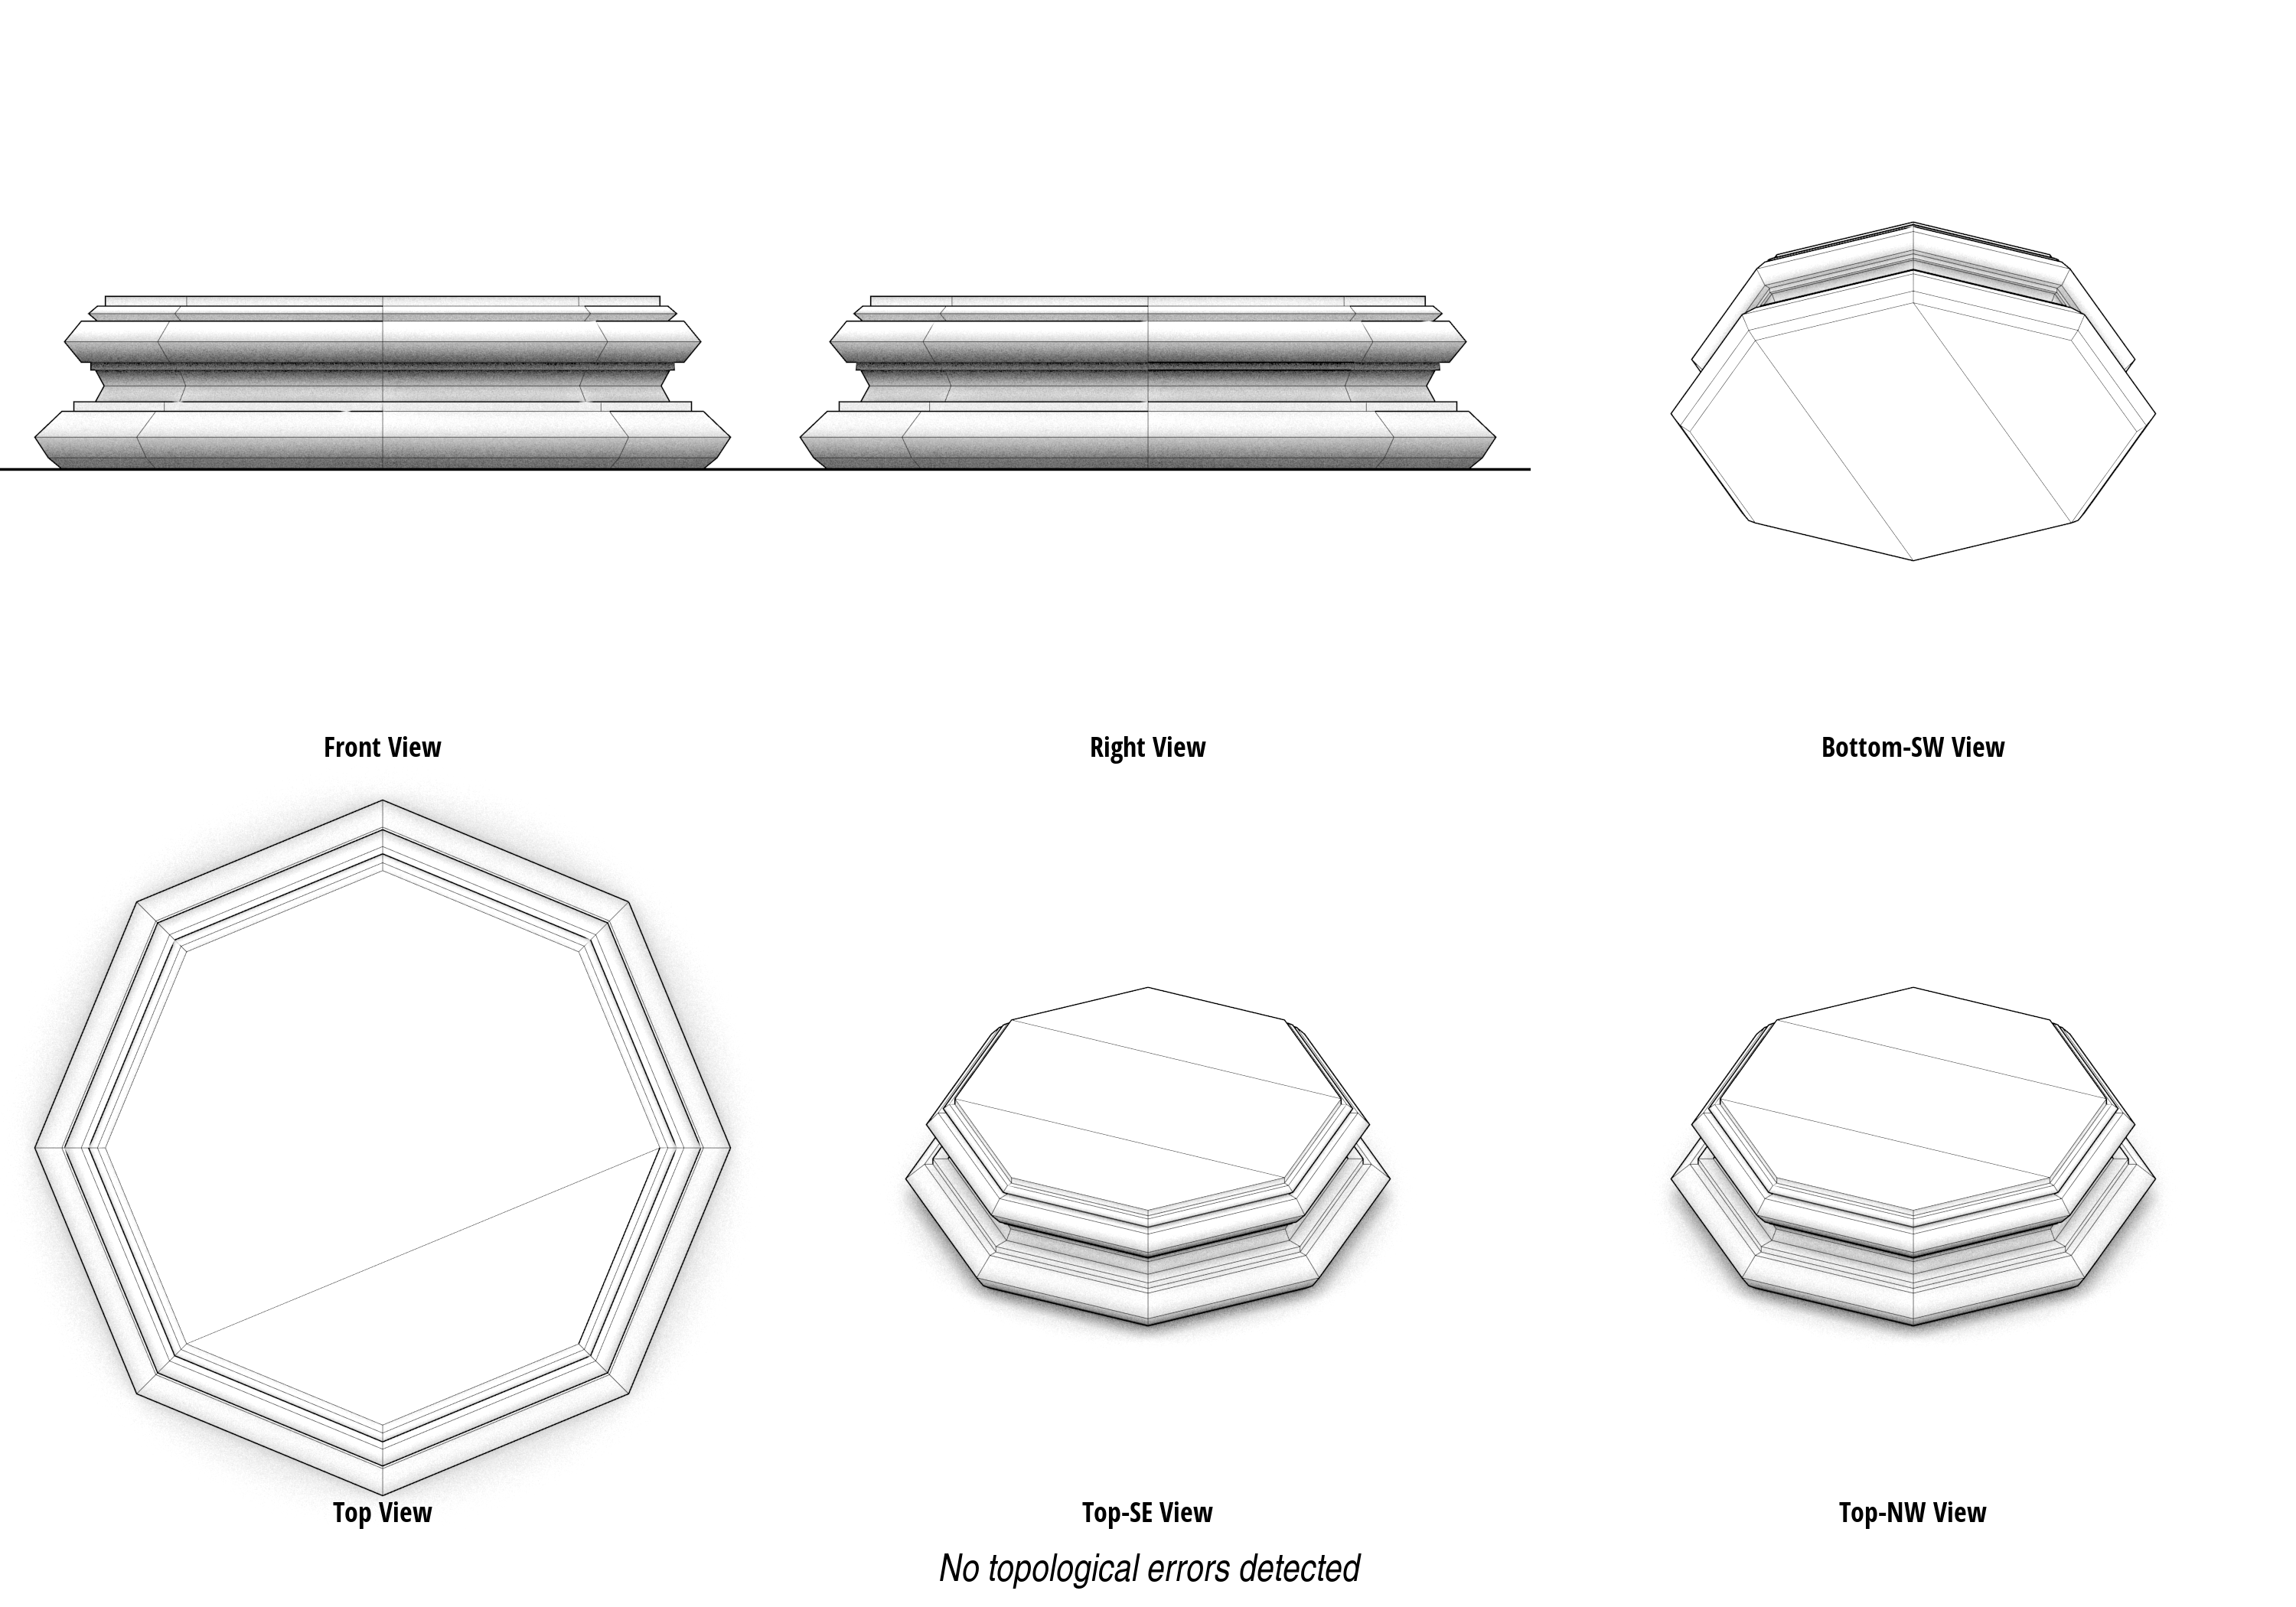 Front View
Right View
Bottom-SW View
Top View
Top-SE View
Top-NW View
No topological errors detected